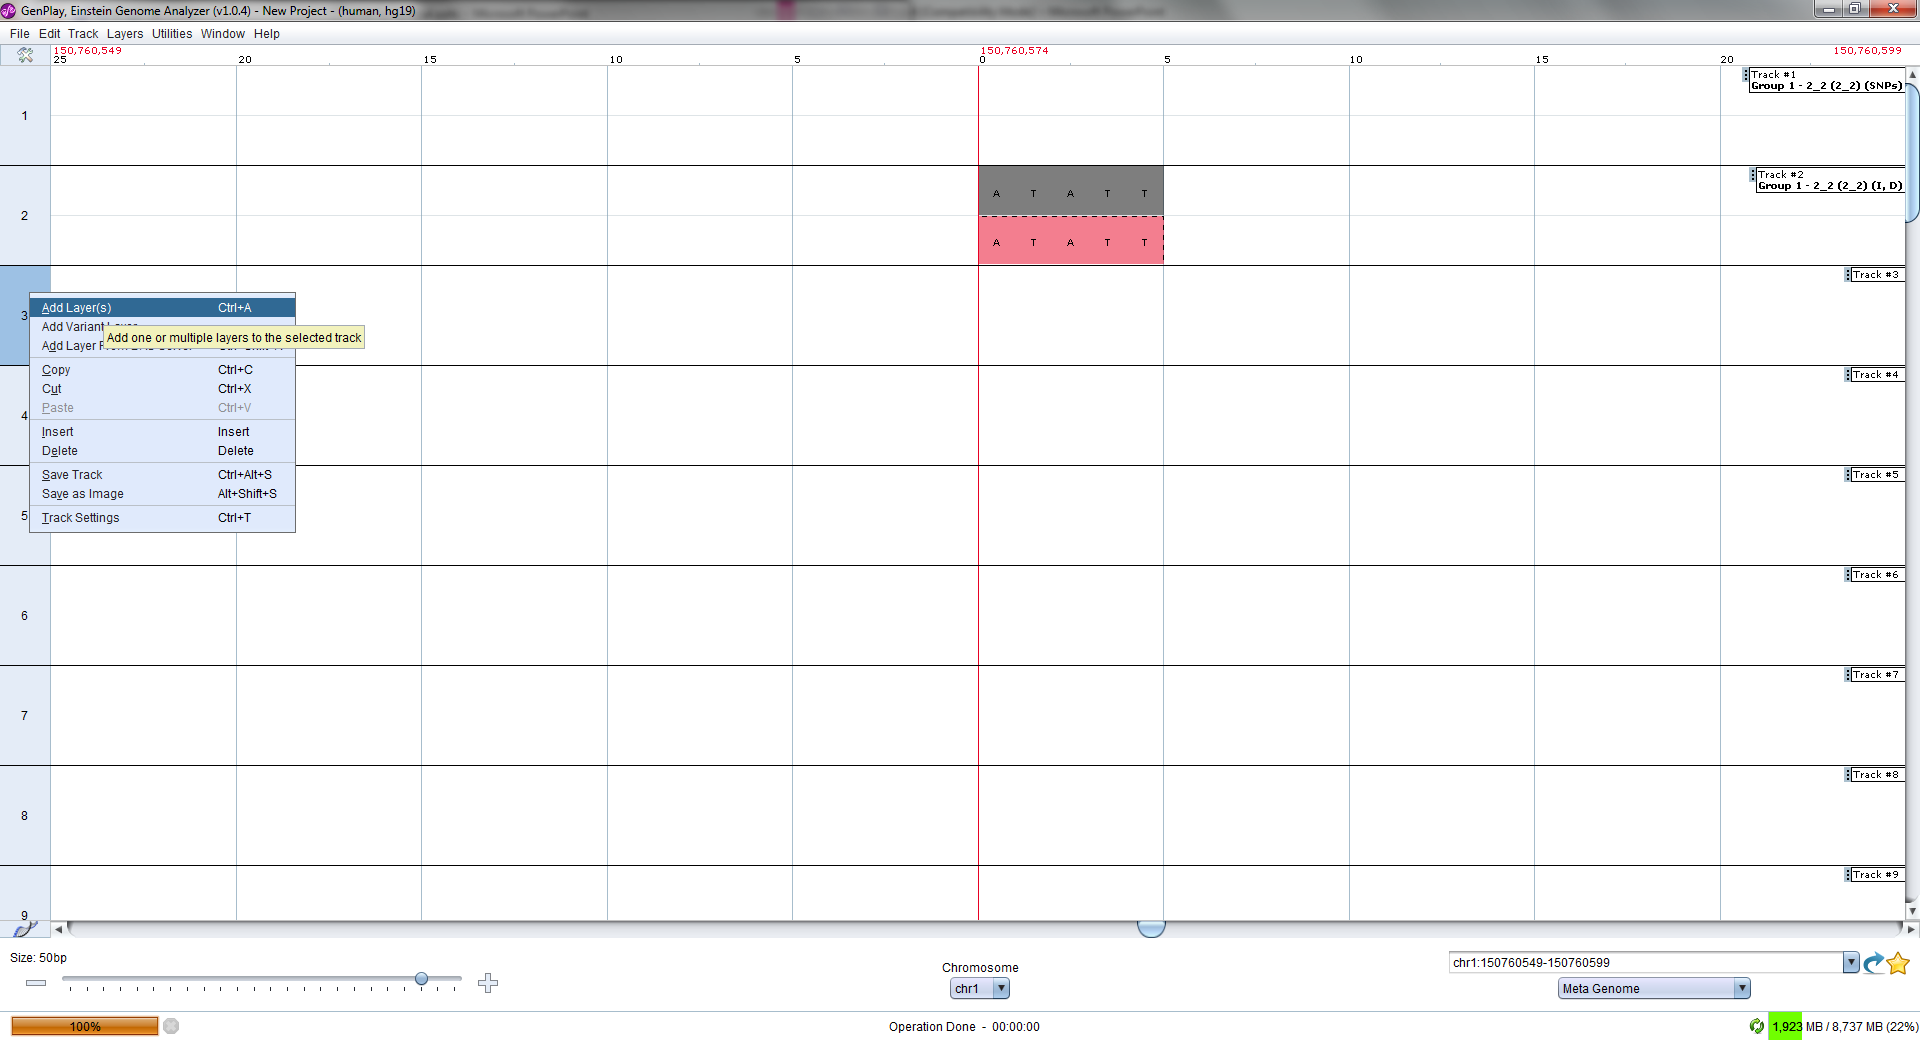 GenPlay, Einstein Genome Analyzer (v1.0.4) - New Project - (human, hg19)
File Edit Track Layers Utilities Window Help
150,760,549 150,760,574 150,760,599
25 20 15 10 5 0 5 10 15 20
Track #1
Group 1 - 2_2 (2_2) (SNPs)
1
Track #2
Group 1 - 2_2 (2_2) (I, D)
A T A T T
2
A T A T T
Track #3
3
Add Layer(s) Ctrl+A
Add Variant
Add one or multiple layers to the selected track
Add Layer
Copy Ctrl+C
Cut Ctrl+X
Paste Ctrl+V
Insert Insert
Delete Delete
Save Track Ctrl+Alt+S
Save as Image Alt+Shift+S
Track Settings Ctrl+T
Track #4
4
Track #5
5
Track #6
6
Track #7
7
Track #8
8
Track #9
9
Size: 50bp
Chromosome
chr1
chr1:150760549-150760599
Meta Genome
100%
Operation Done - 00:00:00
1,923 MB / 8,737 MB (22%)